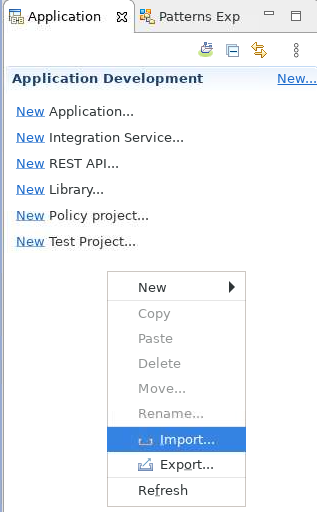 Application Patterns Exp
Application Development New...
New Application...
New Integration Service...
New REST API...
New Library...
New Policy project...
New Test Project...
New
Copy
Paste
Delete
Move...
Rename...
Import...
Export...
Refresh